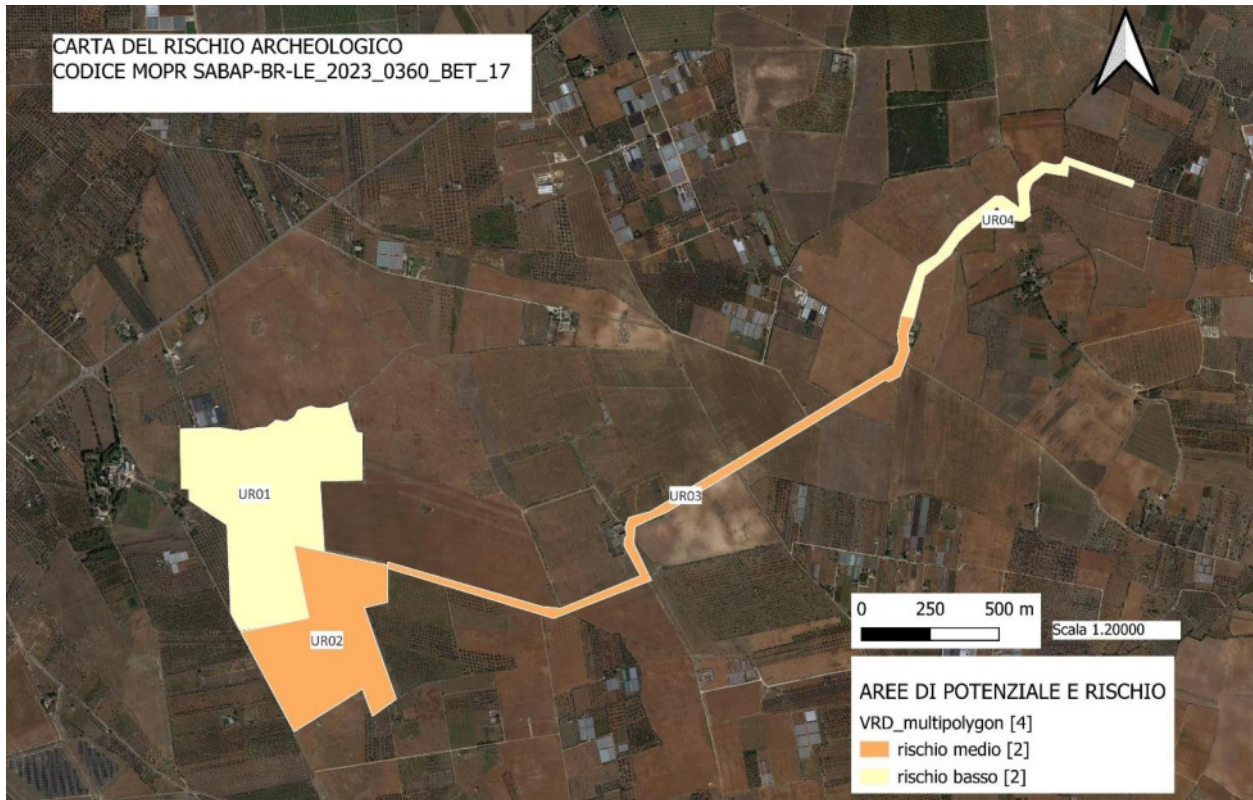 CARTA DEL RISCHIO ARCHEOLOGICO
CODICE MOPR SABAP-BR-LE_2023_0360_BET_17
UR04
UR01
UR03
UR02
0 250 500 m
Scala 1.20000
AREE DI POTENZIALE E RISCHIO
VRD_multipolygon [4]
rischio medio [2]
rischio basso [2]